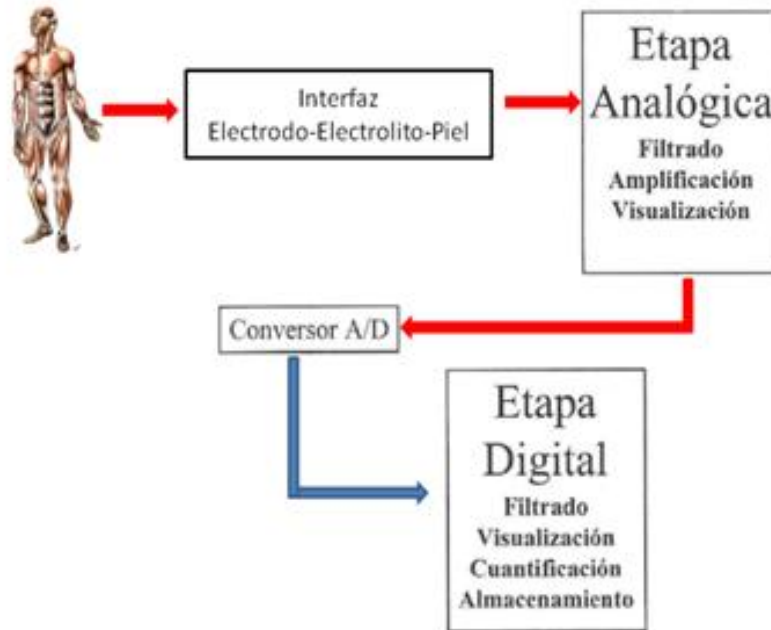 Interfaz
Electrodo-Electrolito-Piel
Etapa
Analógica
Filtrado
Amplificación
Visualización
Conversor A/D
Etapa
Digital
Filtrado
Visualización
Cuantificación
Almacenamiento